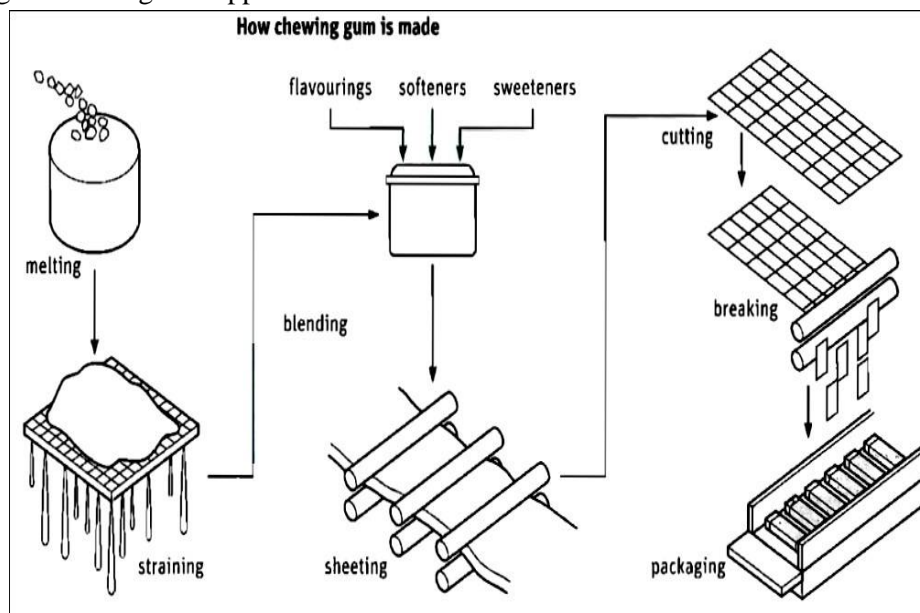 How chewing gum is made
flavourings softeners sweeteners
cutting
melting
breaking
blending
straining
sheeting
packaging